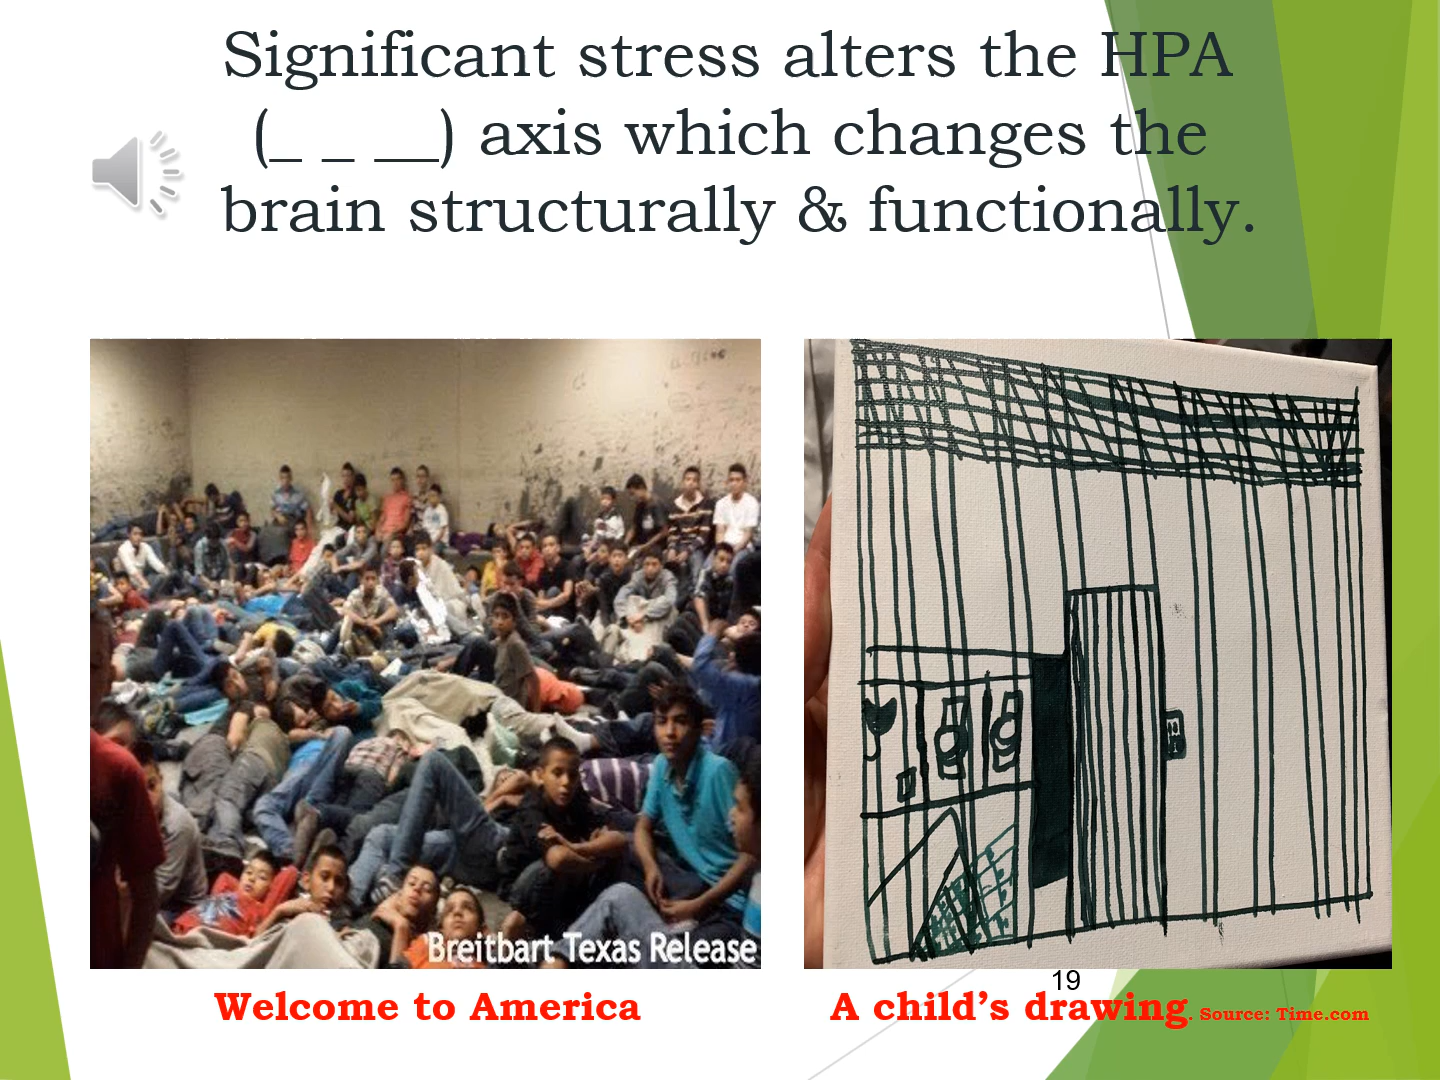 Significant stress alters the HPA
(_ _ __) axis which changes the
brain structurally & functionally.
Breitbart Texas Release
19
Welcome to America
A child’s drawing. Source: Time.com